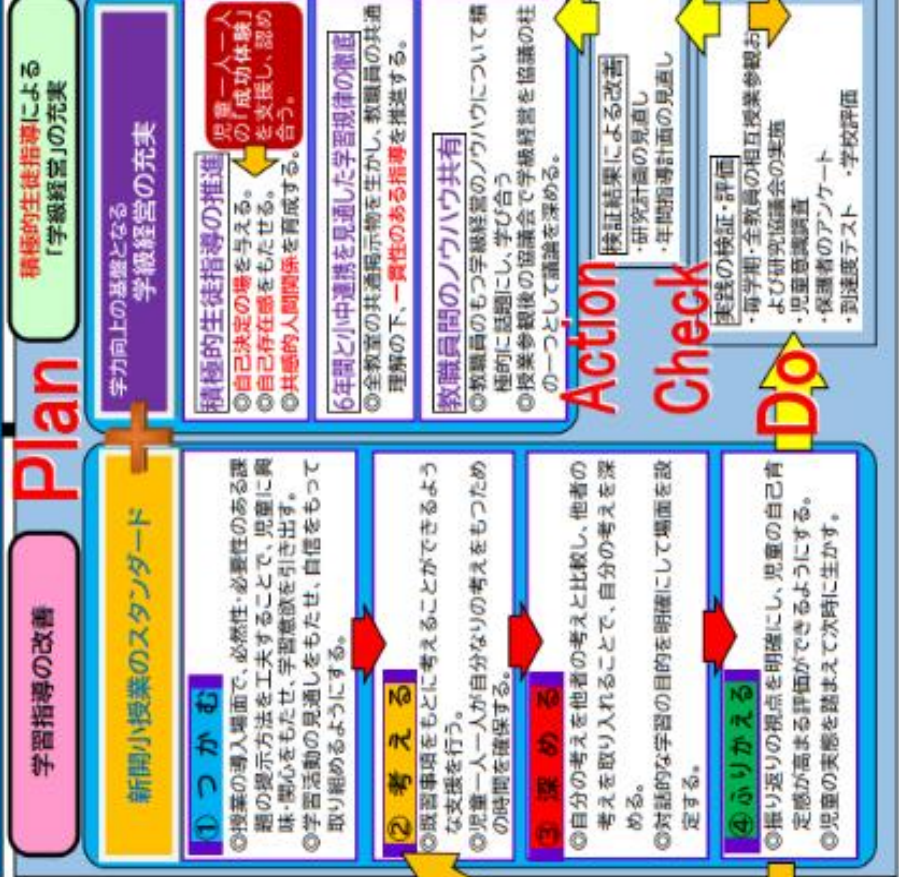 Plan
学習指導の改善
新開小授業のスタンダード
① つ か む
◎授業の導入場面で、必然性・必要性のある課
題の提示方法を工夫することで、児童に興
味・関心をもたせ、学習意欲を引き出す。
◎学習活動の見通しをもたせ、自信をもって
取り組めるようにする。
② 考 え る
◎既習事項をもとに考えることができるよう
な支援を行う。
◎児童一人一人が自分なりの考えをもつため
の時間を確保する。
③ 深 め る
◎自分の考えを他者の考えと比較し、他者の
考えを取り入れることで、自分の考えを深
める。
◎対話的な学習の目的を明確にして場面を設
定する。
④ ふりかえる
◎振り返りの視点を明確にし、児童の自己肯
定感が高まる評価ができるようにする。
◎児童の実態を踏まえて次時に生かす。
積極的生徒指導による
「学級経営」の充実
学力向上の基盤となる
学級経営の充実
積極的生徒指導の推進
◎自己決定の場を与える。
◎自己存在感をもたせる。
◎共感的人間関係を育成する。
児童一人一人
の「成功体験」
を支援し、認め
合う。
6年間と小中連携を見通した学習規律の徹底
◎全教室の共通掲示物を生かし、教職員の共通
理解の下、一貫性のある指導を推進する。
教職員間のノウハウ共有
◎教職員のもつ学級経営のノウハウについて積
極的に話題にし、学び合う
◎授業参観後の協議会で学級経営を協議の柱
の一つとして議論を深める。
Action
検証結果による改善
・研究計画の見直し
・年間指導計画の見直し
Check
実践の検証・評価
・毎学期・全教員の相互授業参観お
よび研究協議会の実施
・児童意識調査
・保護者のアンケート
・到達度テスト ・学校評価
Do